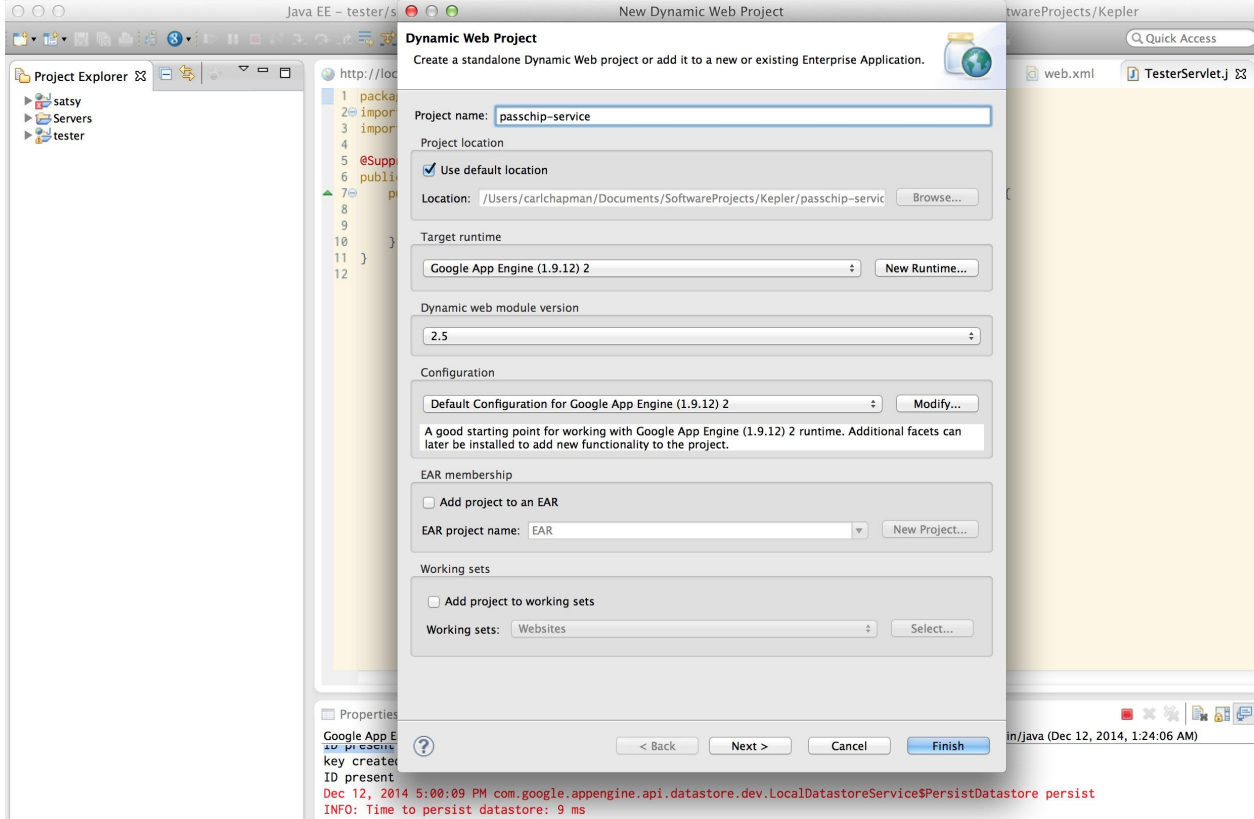 Java EE – tester/s
New Dynamic Web Project
twareProjects/Kepler
Quick Access
Project Explorer
satsy
Servers
tester
http://loc
web.xml
TesterServlet.j
1 packa
2 impor
3 impor
4
5 @Supp
6 publi
7 p {
8
9
10 }
11 }
12
Dynamic Web Project
Create a standalone Dynamic Web project or add it to a new or existing Enterprise Application.
Project name: passchip-service
Project location
Use default location
Location: /Users/carlchapman/Documents/SoftwareProjects/Kepler/passchip-servic Browse...
Target runtime
Google App Engine (1.9.12) 2 New Runtime...
Dynamic web module version
2.5
Configuration
Default Configuration for Google App Engine (1.9.12) 2 Modify...
A good starting point for working with Google App Engine (1.9.12) 2 runtime. Additional facets can
later be installed to add new functionality to the project.
EAR membership
Add project to an EAR
EAR project name: EAR New Project...
Working sets
Add project to working sets
Working sets: Websites Select...
? < Back Next > Cancel Finish
Properties
Google App E in/java (Dec 12, 2014, 1:24:06 AM)
ID present
key created
ID present
Dec 12, 2014 5:00:09 PM com.google.appengine.api.datastore.dev.LocalDatastoreService$PersistDatastore persist
INFO: Time to persist datastore: 9 ms